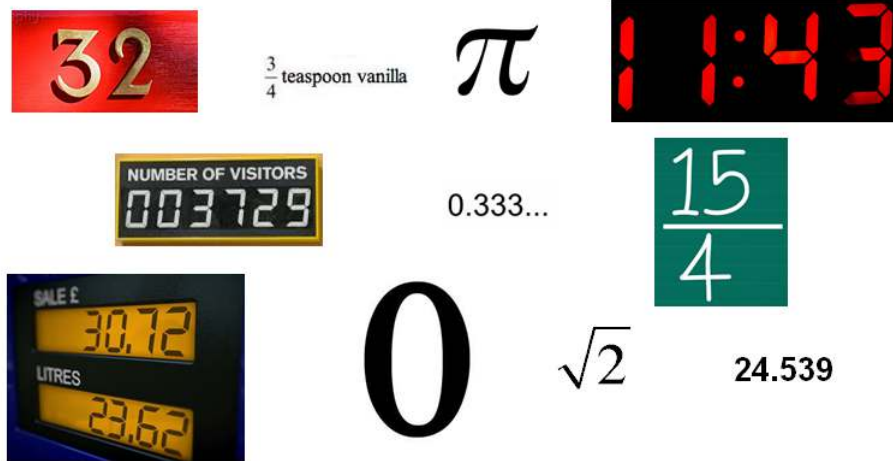 32
3/4 teaspoon vanilla
π
11:43
NUMBER OF VISITORS
003729
0.333...
15/4
SALE £
30.72
LITRES
23.62
0
√2
24.539